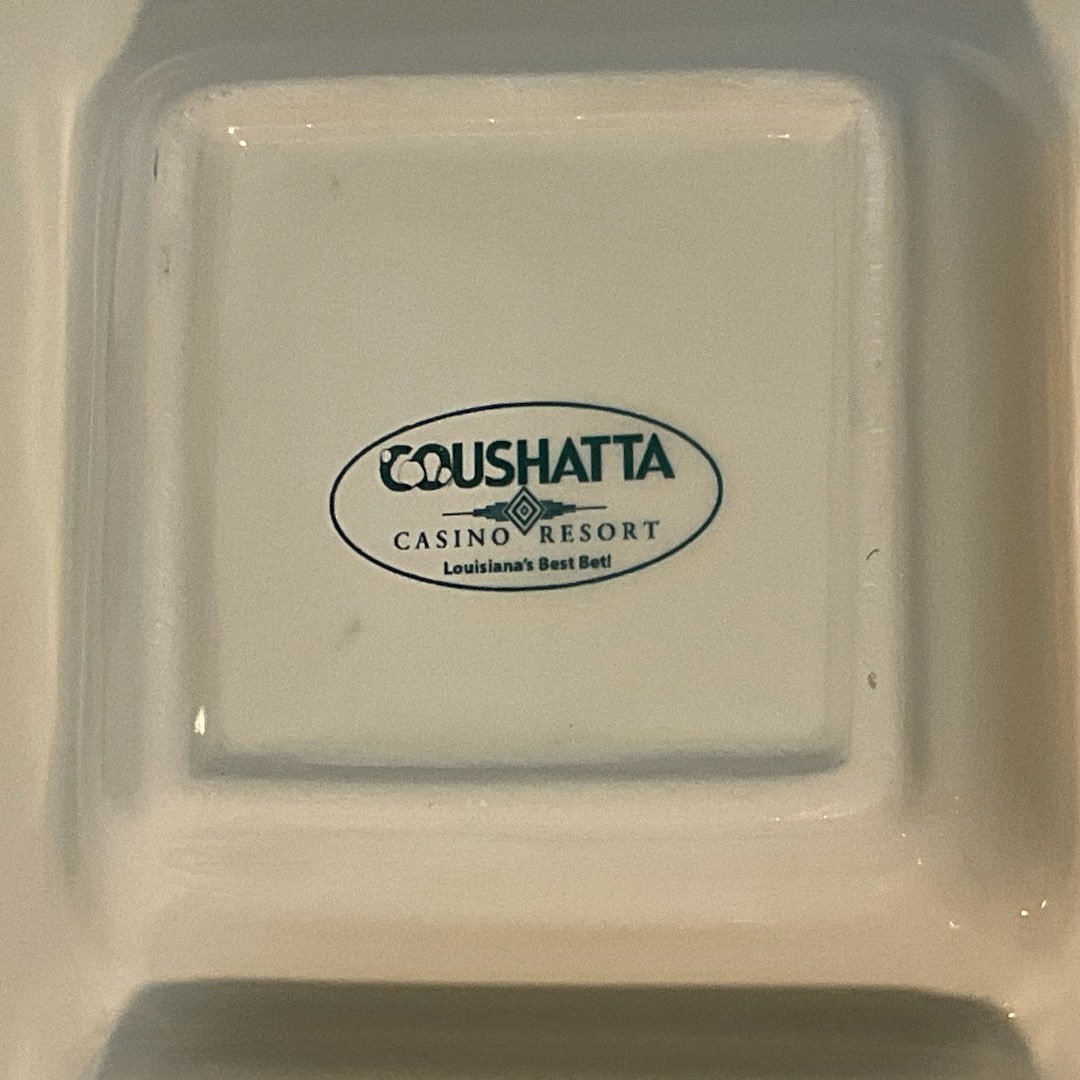 COUSHATTA
CASINO RESORT
Louisiana's Best Bet!